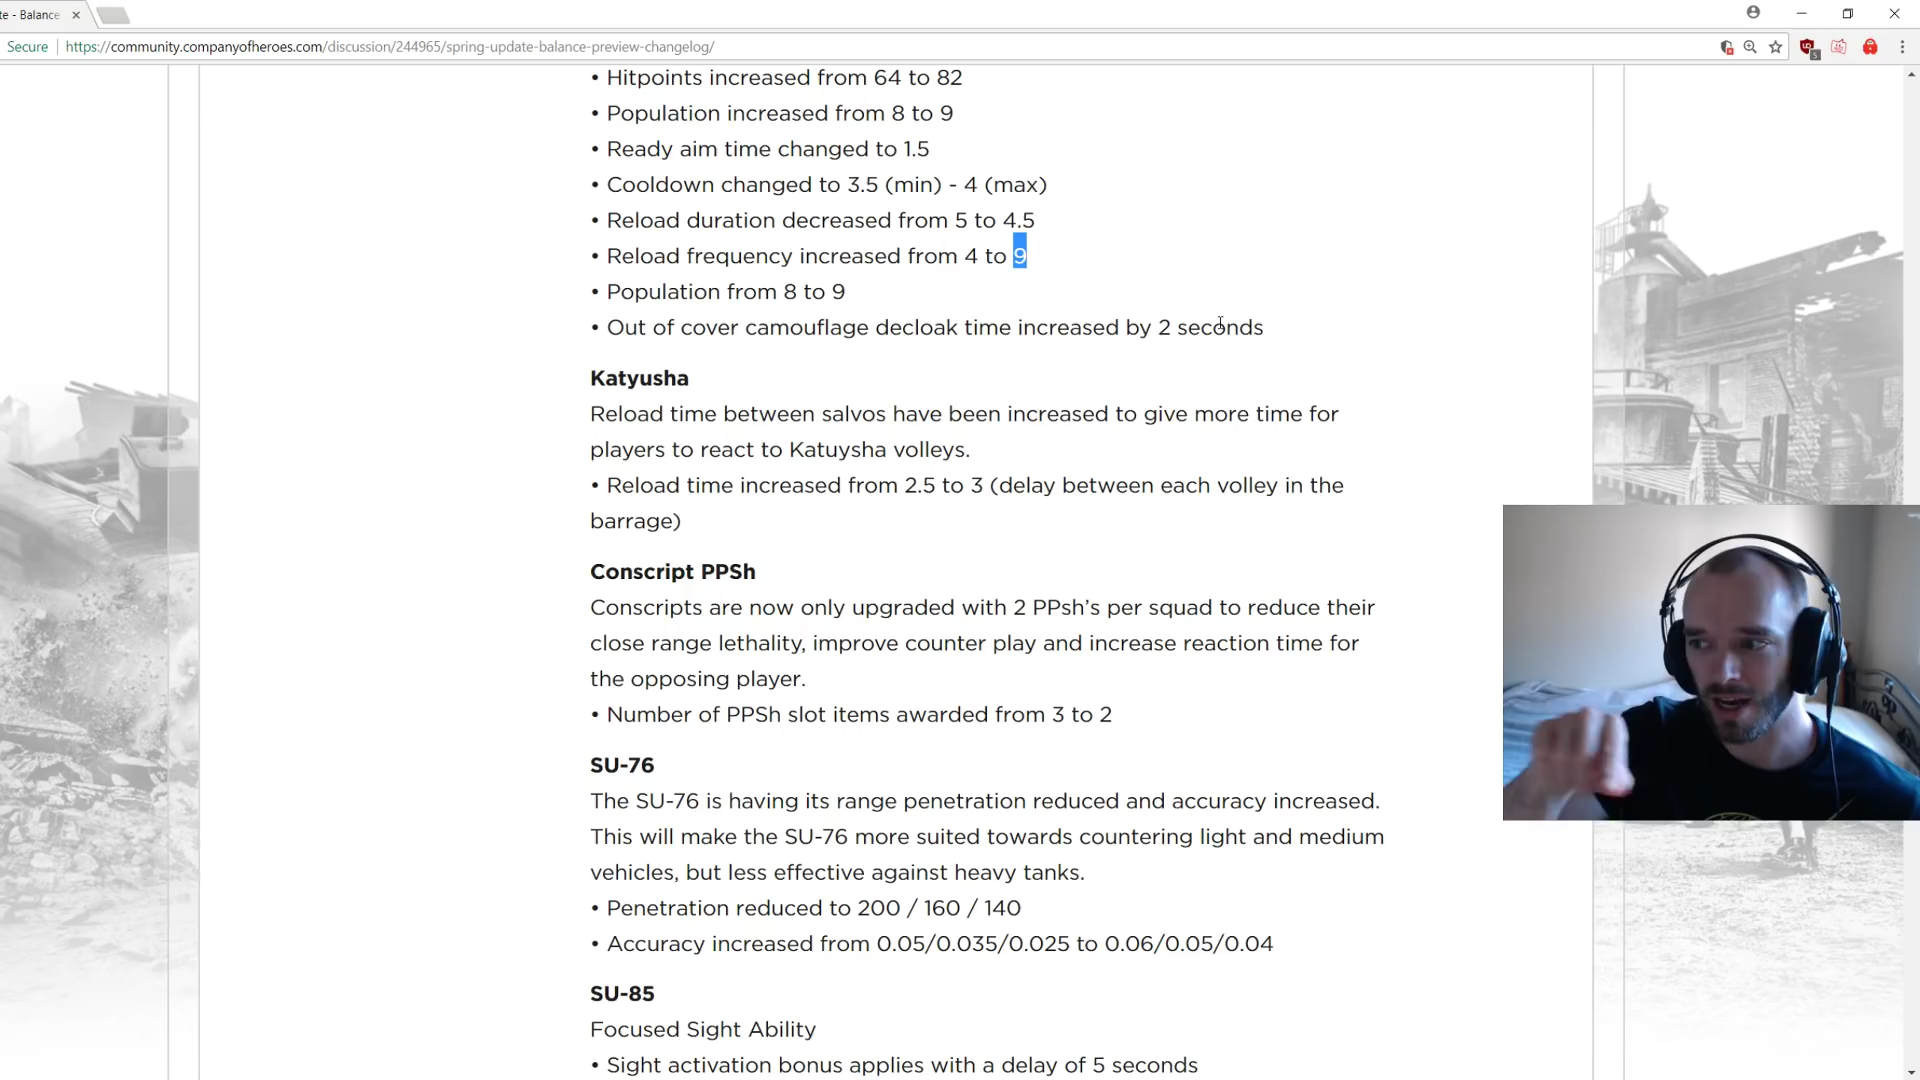 te - Balance
Secure
https://community.companyofheroes.com/discussion/244965/spring-update-balance-preview-changelog/
5
• Hitpoints increased from 64 to 82
• Population increased from 8 to 9
• Ready aim time changed to 1.5
• Cooldown changed to 3.5 (min) - 4 (max)
• Reload duration decreased from 5 to 4.5
• Reload frequency increased from 4 to 9
• Population from 8 to 9
• Out of cover camouflage decloak time increased by 2 seconds
Katyusha
Reload time between salvos have been increased to give more time for
players to react to Katuysha volleys.
• Reload time increased from 2.5 to 3 (delay between each volley in the
barrage)
Conscript PPSh
Conscripts are now only upgraded with 2 PPsh's per squad to reduce their
close range lethality, improve counter play and increase reaction time for
the opposing player.
• Number of PPSh slot items awarded from 3 to 2
SU-76
The SU-76 is having its range penetration reduced and accuracy increased.
This will make the SU-76 more suited towards countering light and medium
vehicles, but less effective against heavy tanks.
• Penetration reduced to 200 / 160 / 140
• Accuracy increased from 0.05/0.035/0.025 to 0.06/0.05/0.04
SU-85
Focused Sight Ability
• Sight activation bonus applies with a delay of 5 seconds